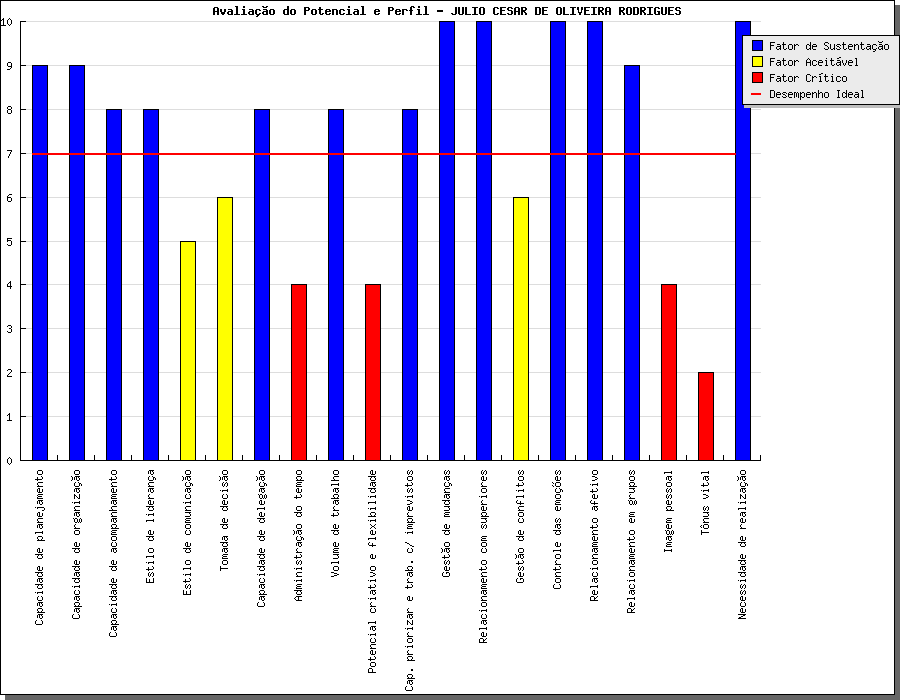 Avaliação do Potencial e Perfil - JULIO CESAR DE OLIVEIRA RODRIGUES
10
9
8
7
6
5
4
3
2
1
0
Fator de Sustentação
Fator Aceitável
Fator Crítico
Desempenho Ideal
Capacidade de planejamento
Capacidade de organização
Capacidade de acompanhamento
Estilo de liderança
Estilo de comunicação
Tomada de decisão
Capacidade de delegação
Administração do tempo
Volume de trabalho
Potencial criativo e flexibilidade
Cap. priorizar e trab. c/ imprevistos
Gestão de mudanças
Relacionamento com superiores
Gestão de conflitos
Controle das emoções
Relacionamento afetivo
Relacionamento em grupos
Imagem pessoal
Tônus vital
Necessidade de realização